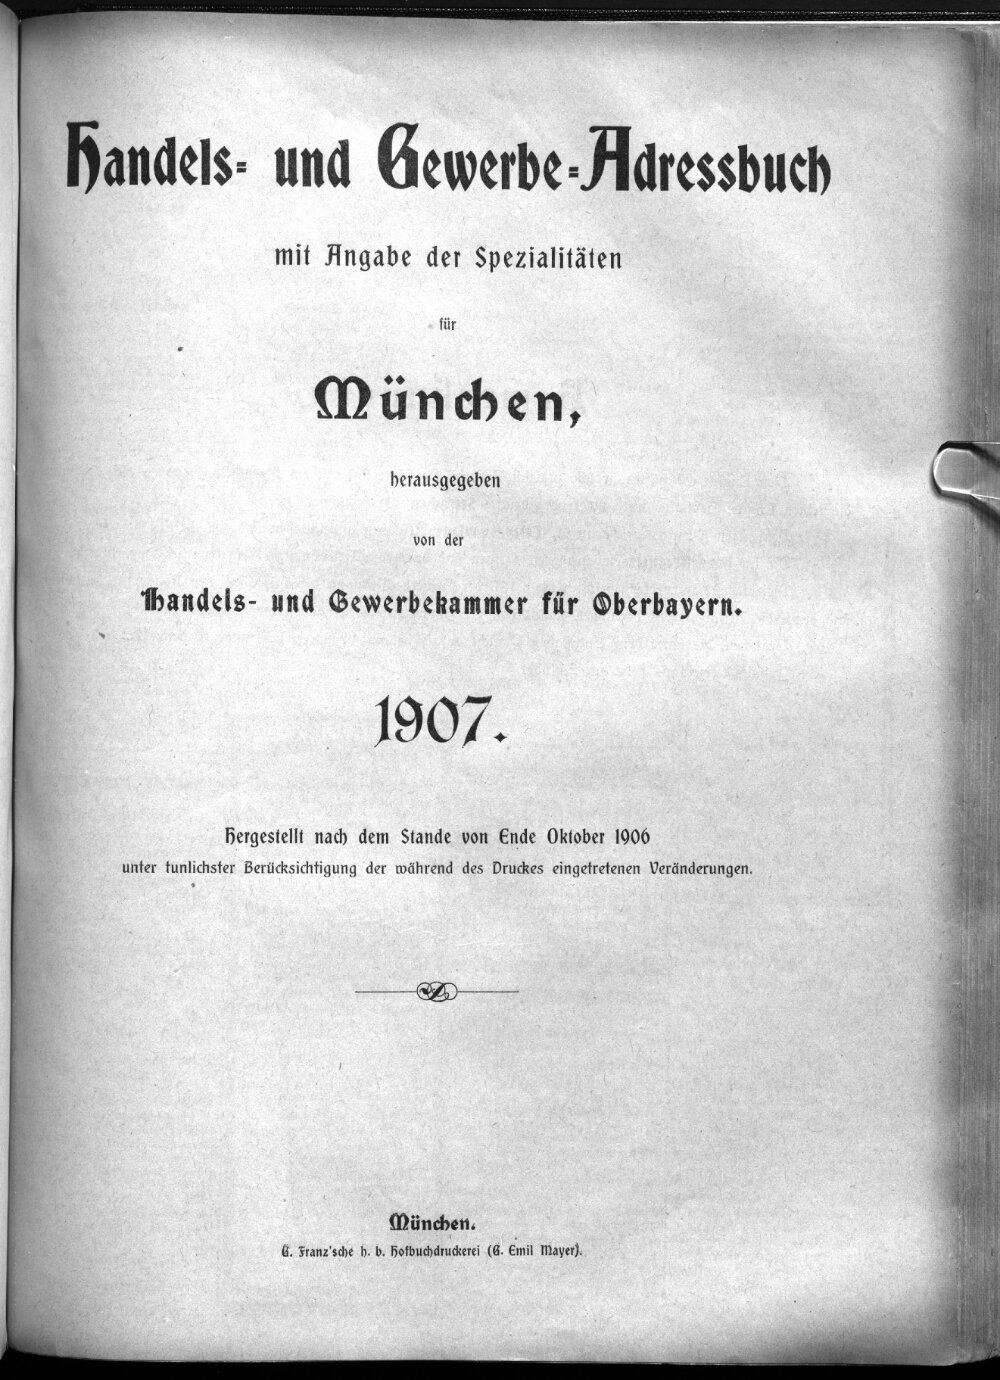 Handels- und Gewerbe-Adressbuch
mit Angabe der Spezialitäten
für
München,
herausgegeben
von der
Handels- und Gewerbekammer für Oberbayern.
1907.
Hergestellt nach dem Stande von Ende Oktober 1906
unter tunlichster Berücksichtigung der während des Druckes eingetretenen Veränderungen.
München.
G. Franz'sche h. b. Hofbuchdruckerei (G. Emil Mayer).